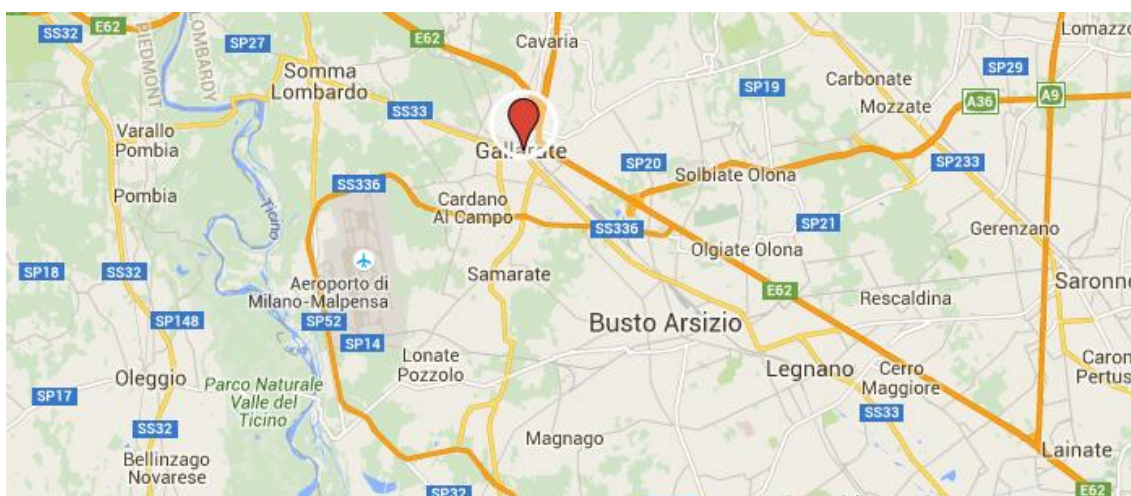 SS32
E62
PIEDMONT
LOMBARDY
SP27
E62
Cavaria
Lomazzo
Somma
Lombardo
SP29
SP19
Carbonate
Mozzate
A36
A9
SS33
Varallo
Pombia
Gallarate
SP20
Solbiate Olona
SP233
SS336
Pombia
Ticino
Cardano
Al Campo
SS336
SP21
Gerenzano
Olgiate Olona
SP18
SS32
Aeroporto di
Milano-Malpensa
Samarate
E62
Rescaldina
Saronno
SP148
SP52
SP14
Busto Arsizio
Lonate
Pozzolo
Legnano
Cerro
Maggiore
Caron
Pertus
Oleggio
SP17
Parco Naturale
Valle del
Ticino
SS33
SS32
Magnago
Lainate
Bellinzago
Novarese
SP32
E62